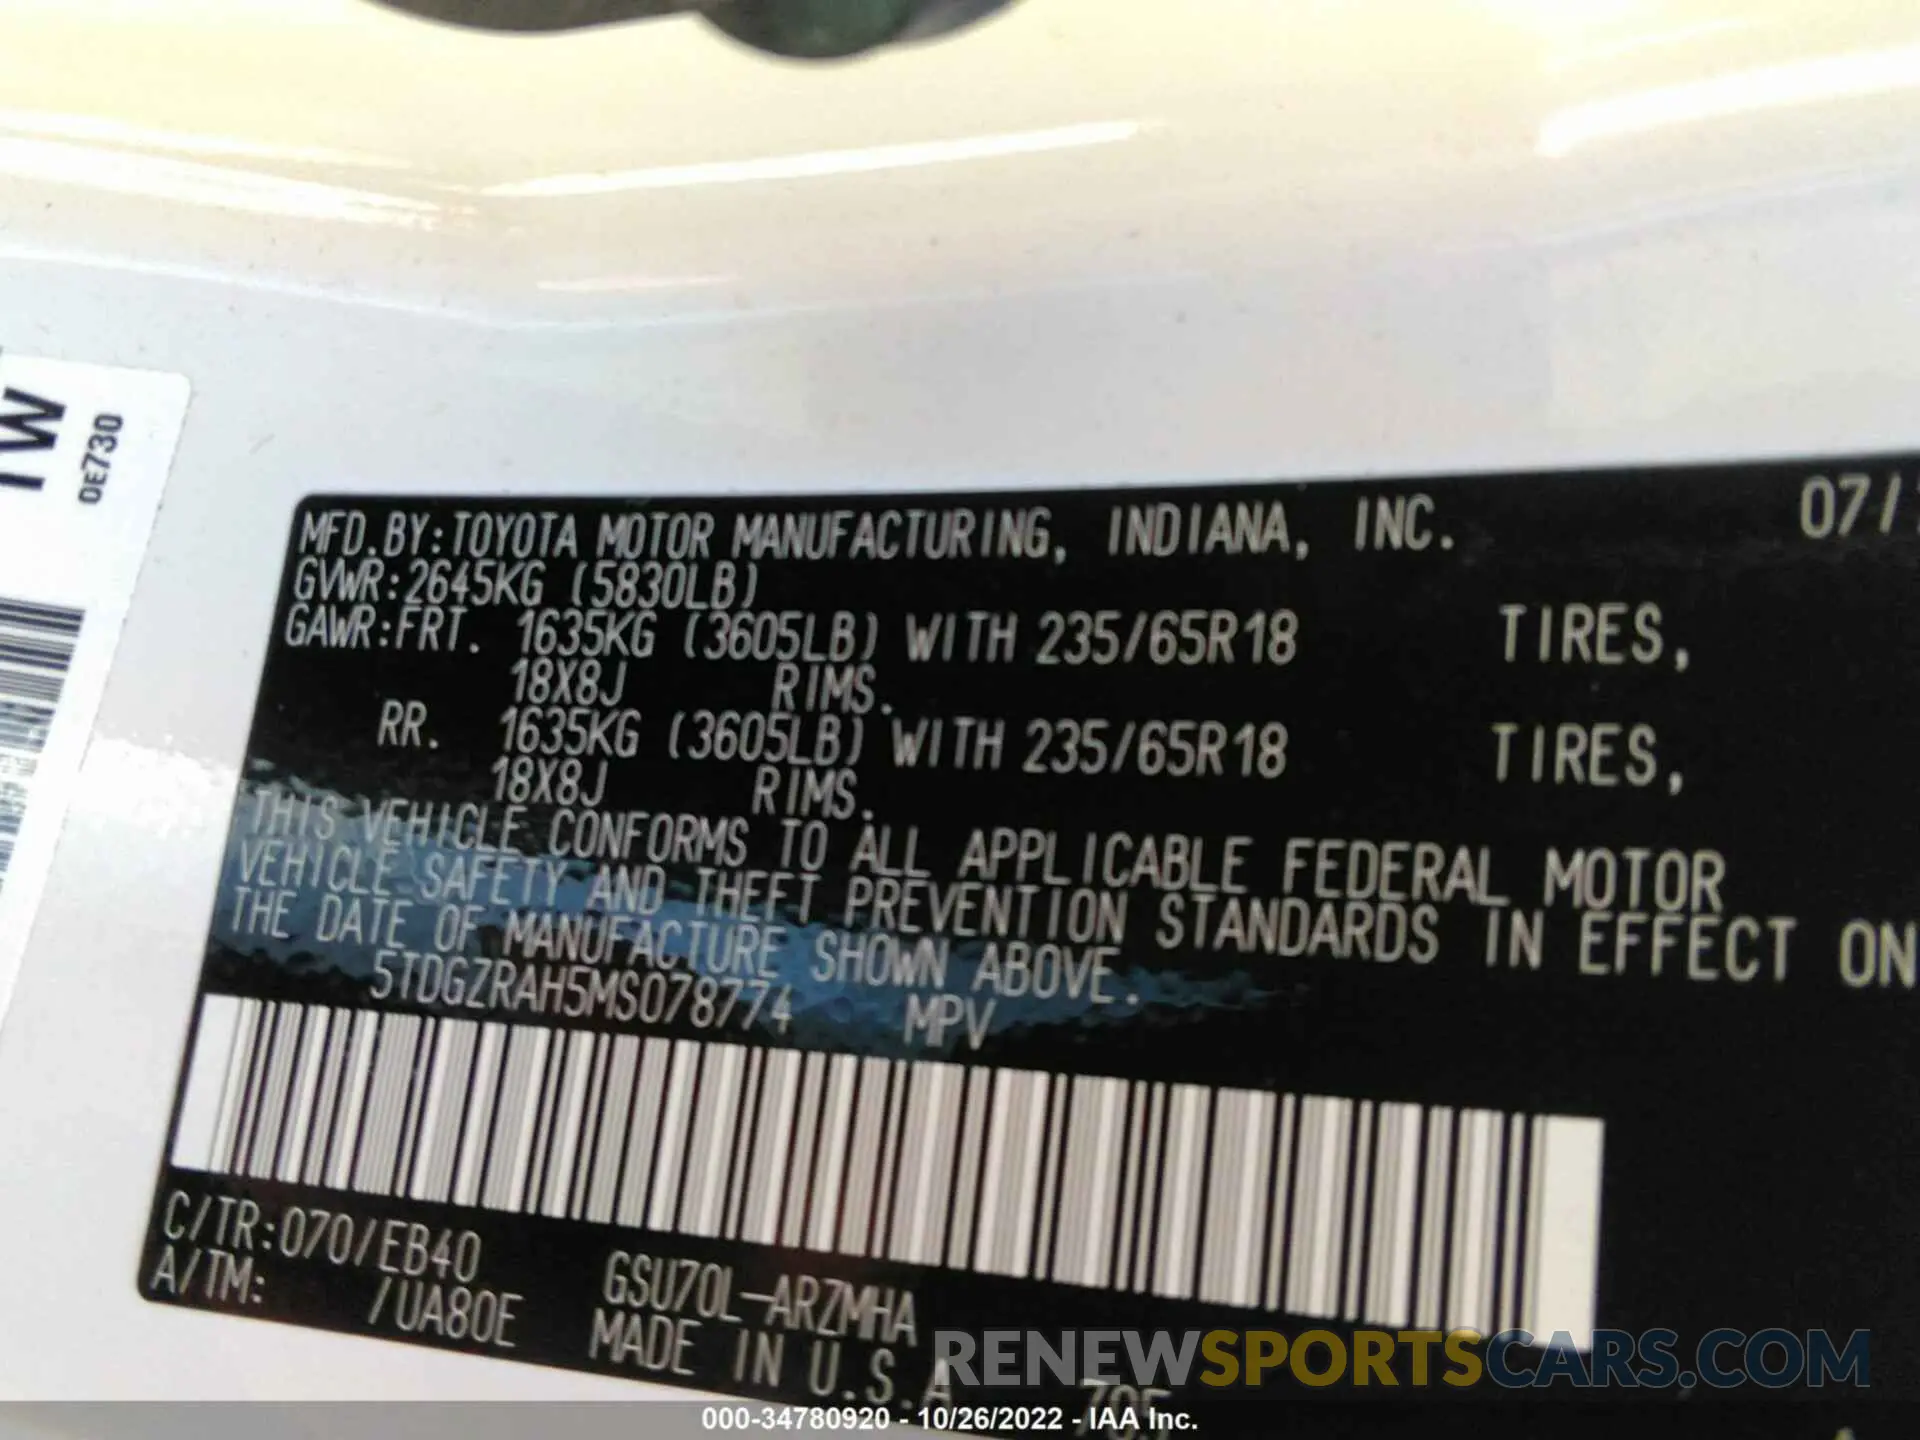 TW
0E730
MFD.BY:TOYOTA MOTOR MANUFACTURING, INDIANA, INC. 07/
GVWR:2645KG (5830LB)
GAWR:FRT. 1635KG (3605LB) WITH 235/65R18 TIRES,
18X8J RIMS.
RR. 1635KG (3605LB) WITH 235/65R18 TIRES,
18X8J RIMS.
THIS VEHICLE CONFORMS TO ALL APPLICABLE FEDERAL MOTOR
VEHICLE SAFETY AND THEFT PREVENTION STANDARDS IN EFFECT ON
THE DATE OF MANUFACTURE SHOWN ABOVE.
5TDGZRAH5MS078774 MPV
C/TR:070/EB40 GSU70L-ARZMHA
A/TM: /UA80E MADE IN U.S.A
RENEWSPORTSCARS.COM
000-34780920 - 10/26/2022 - IAA Inc.